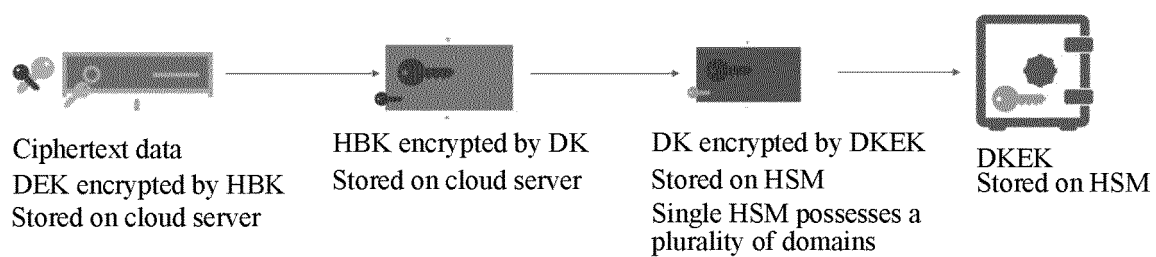 Ciphertext data
DEK encrypted by HBK
Stored on cloud server
HBK encrypted by DK
Stored on cloud server
DK encrypted by DKEK
Stored on HSM
Single HSM possesses a
plurality of domains
DKEK
Stored on HSM